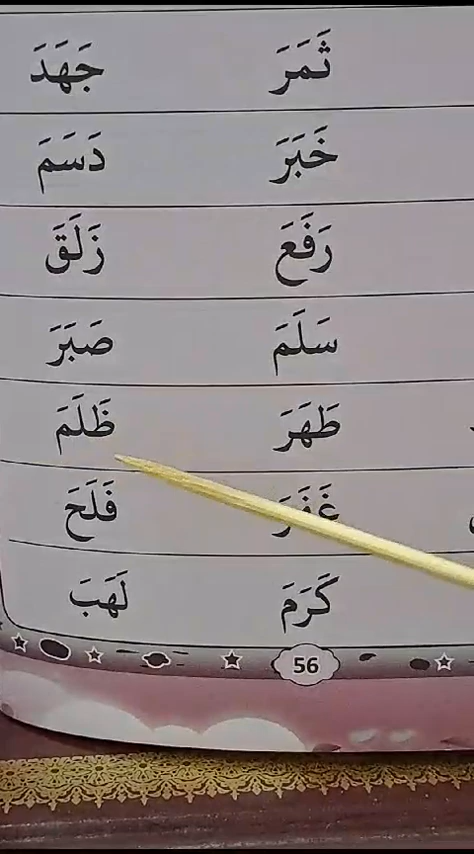 ثَمَرَ جَهَدَ
خَبَرَ دَسَمَ
رَفَعَ زَلَقَ
سَلَمَ صَبَرَ
طَهَرَ ظَلَمَ
غَفَرَ فَلَحَ
كَرَمَ لَهَبَ
56